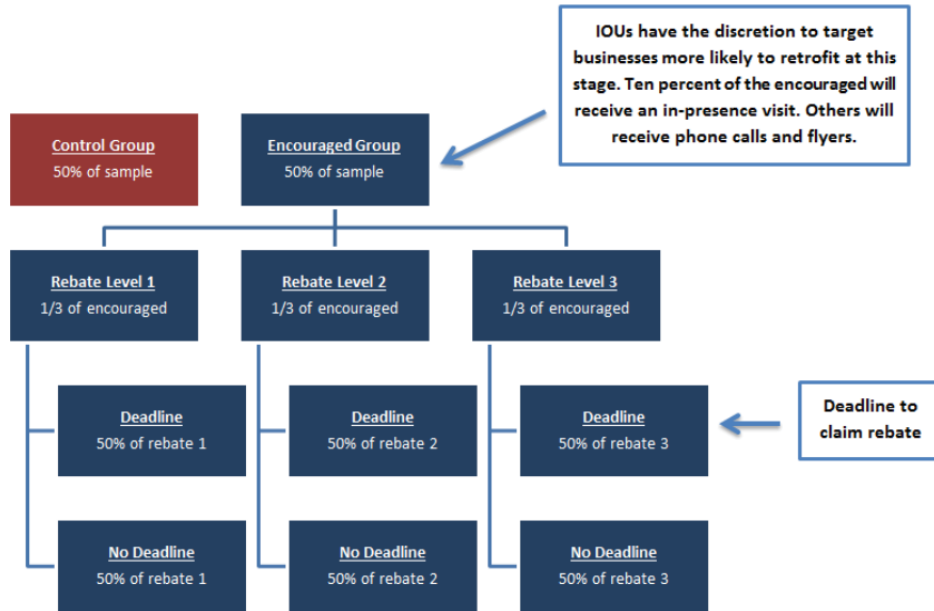 IOUs have the discretion to target
businesses more likely to retrofit at this
stage. Ten percent of the encouraged will
receive an in-presence visit. Others will
receive phone calls and flyers.
Control Group
50% of sample
Encouraged Group
50% of sample
Rebate Level 1
1/3 of encouraged
Rebate Level 2
1/3 of encouraged
Rebate Level 3
1/3 of encouraged
Deadline
50% of rebate 1
Deadline
50% of rebate 2
Deadline
50% of rebate 3
Deadline to
claim rebate
No Deadline
50% of rebate 1
No Deadline
50% of rebate 2
No Deadline
50% of rebate 3